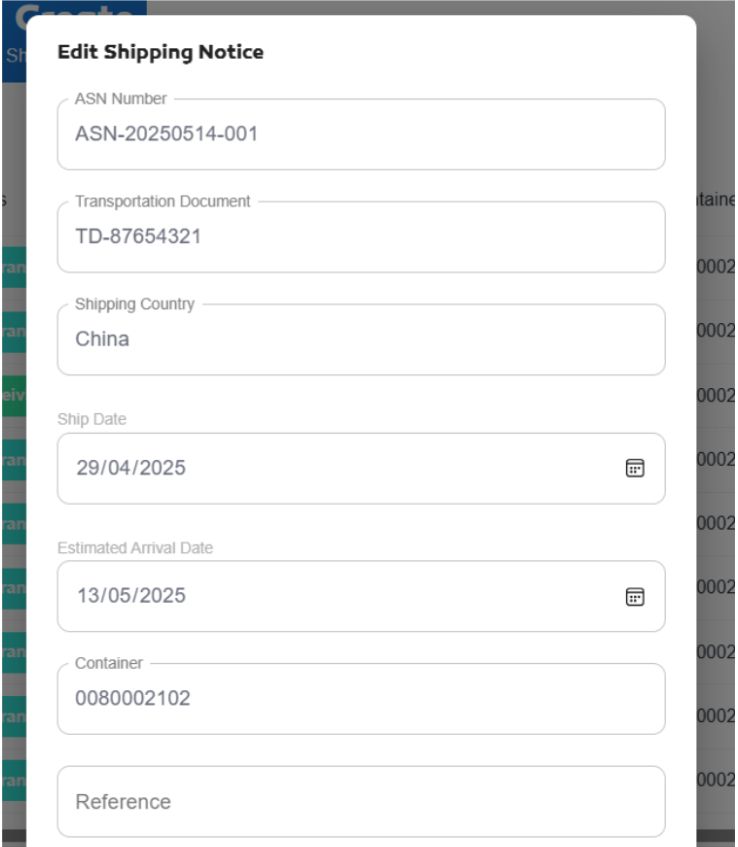 Create
Edit Shipping Notice
ASN Number
ASN-20250514-001
Transportation Document
TD-87654321
Shipping Country
China
Ship Date
29/04/2025
Estimated Arrival Date
13/05/2025
Container
0080002102
Reference